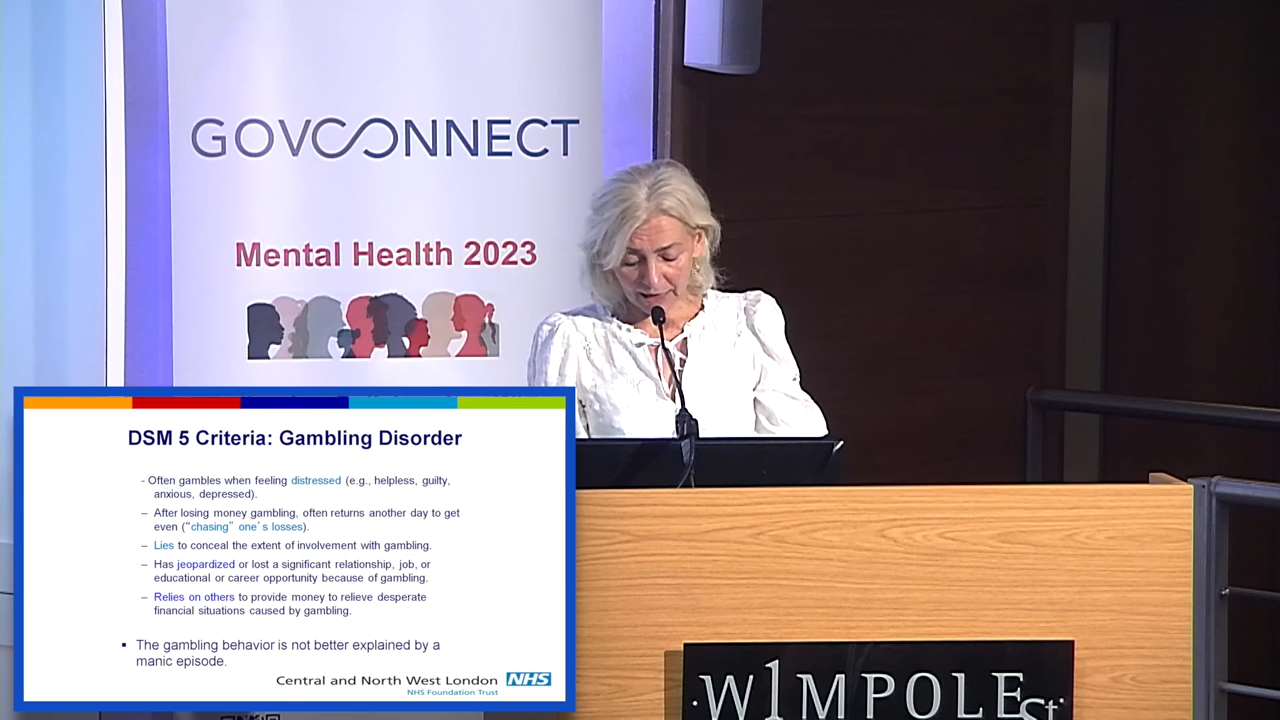 GOVCONNECT
Mental Health 2023
DSM 5 Criteria: Gambling Disorder
- Often gambles when feeling distressed (e.g., helpless, guilty,
anxious, depressed).
– After losing money gambling, often returns another day to get
even (“chasing” one’s losses).
– Lies to conceal the extent of involvement with gambling.
– Has jeopardized or lost a significant relationship, job, or
educational or career opportunity because of gambling.
– Relies on others to provide money to relieve desperate
financial situations caused by gambling.
▪ The gambling behavior is not better explained by a
manic episode.
Central and North West London NHS
NHS Foundation Trust
·W1MPOLE St·